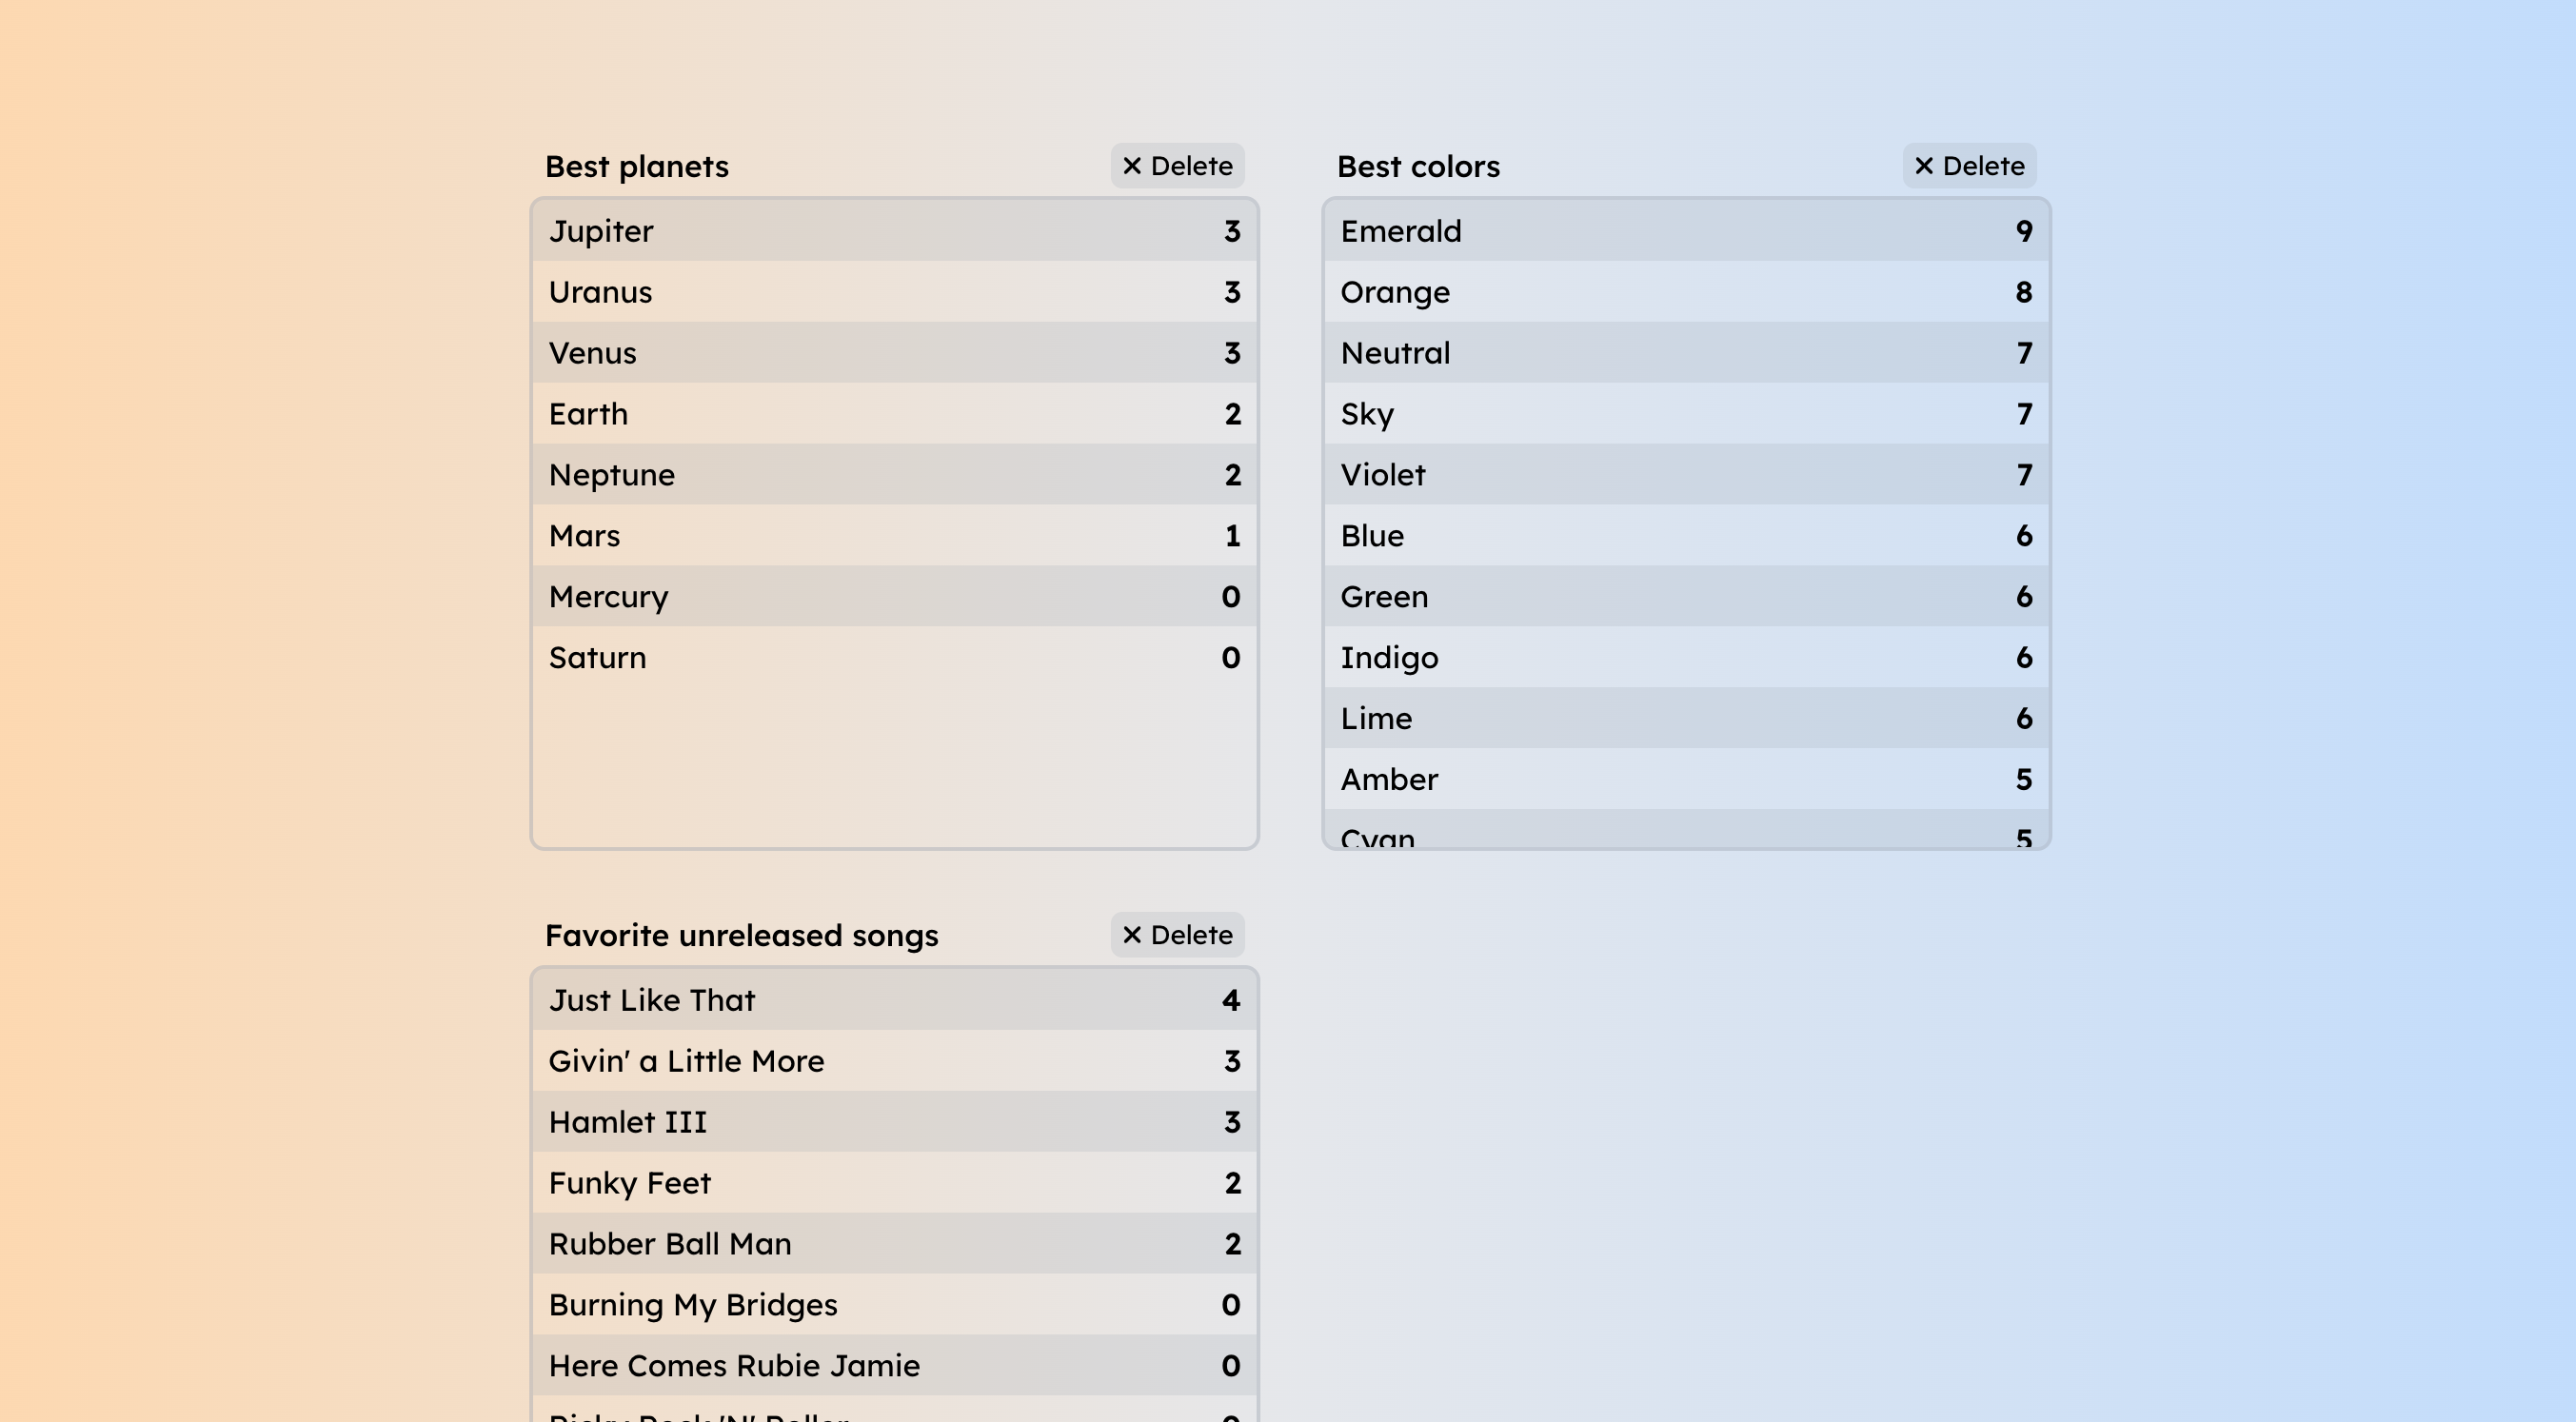 Best planets
× Delete
Jupiter 3
Uranus 3
Venus 3
Earth 2
Neptune 2
Mars 1
Mercury 0
Saturn 0
Best colors
× Delete
Emerald 9
Orange 8
Neutral 7
Sky 7
Violet 7
Blue 6
Green 6
Indigo 6
Lime 6
Amber 5
Cyan 5
Favorite unreleased songs
× Delete
Just Like That 4
Givin' a Little More 3
Hamlet III 3
Funky Feet 2
Rubber Ball Man 2
Burning My Bridges 0
Here Comes Rubie Jamie 0